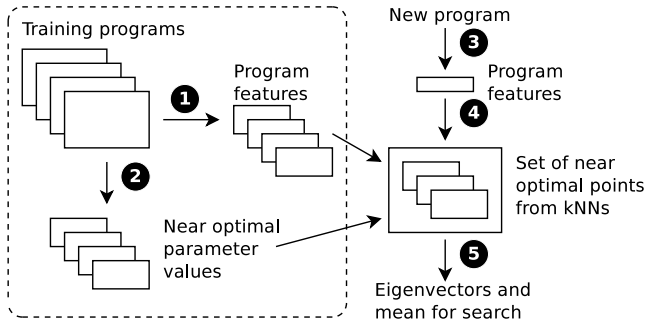 Training programs
1
Program
features
2
Near optimal
parameter
values
New program
3
Program
features
4
Set of near
optimal points
from kNNs
5
Eigenvectors and
mean for search